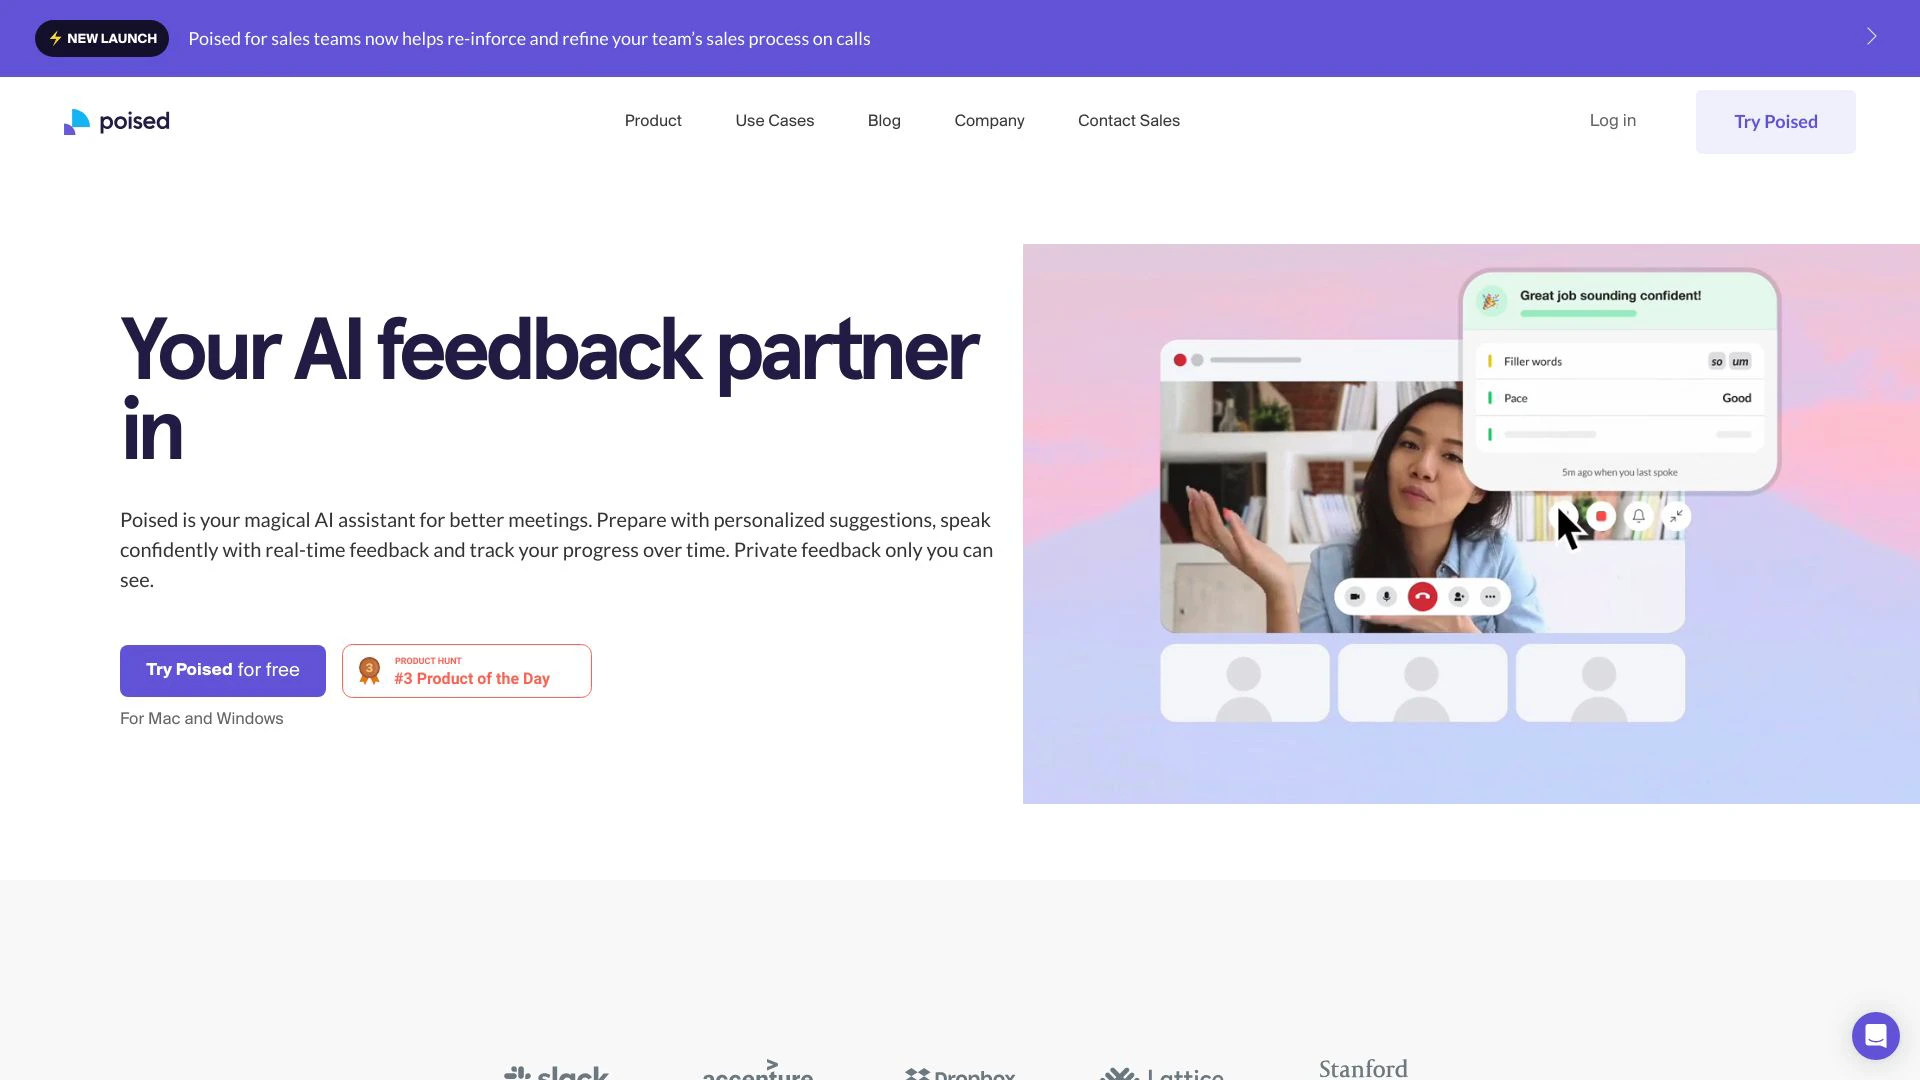 NEW LAUNCH
Poised for sales teams now helps re-inforce and refine your team’s sales process on calls
poised
Product
Use Cases
Blog
Company
Contact Sales
Log in
Try Poised
Your AI feedback partner
in
Poised is your magical AI assistant for better meetings. Prepare with personalized suggestions, speak
confidently with real-time feedback and track your progress over time. Private feedback only you can
see.
Try Poised for free
3
PRODUCT HUNT
#3 Product of the Day
For Mac and Windows
Great job sounding confident!
Filler words
so um
Pace
Good
5m ago when you last spoke
slack
accenture
Dropbox
Lattice
Stanford